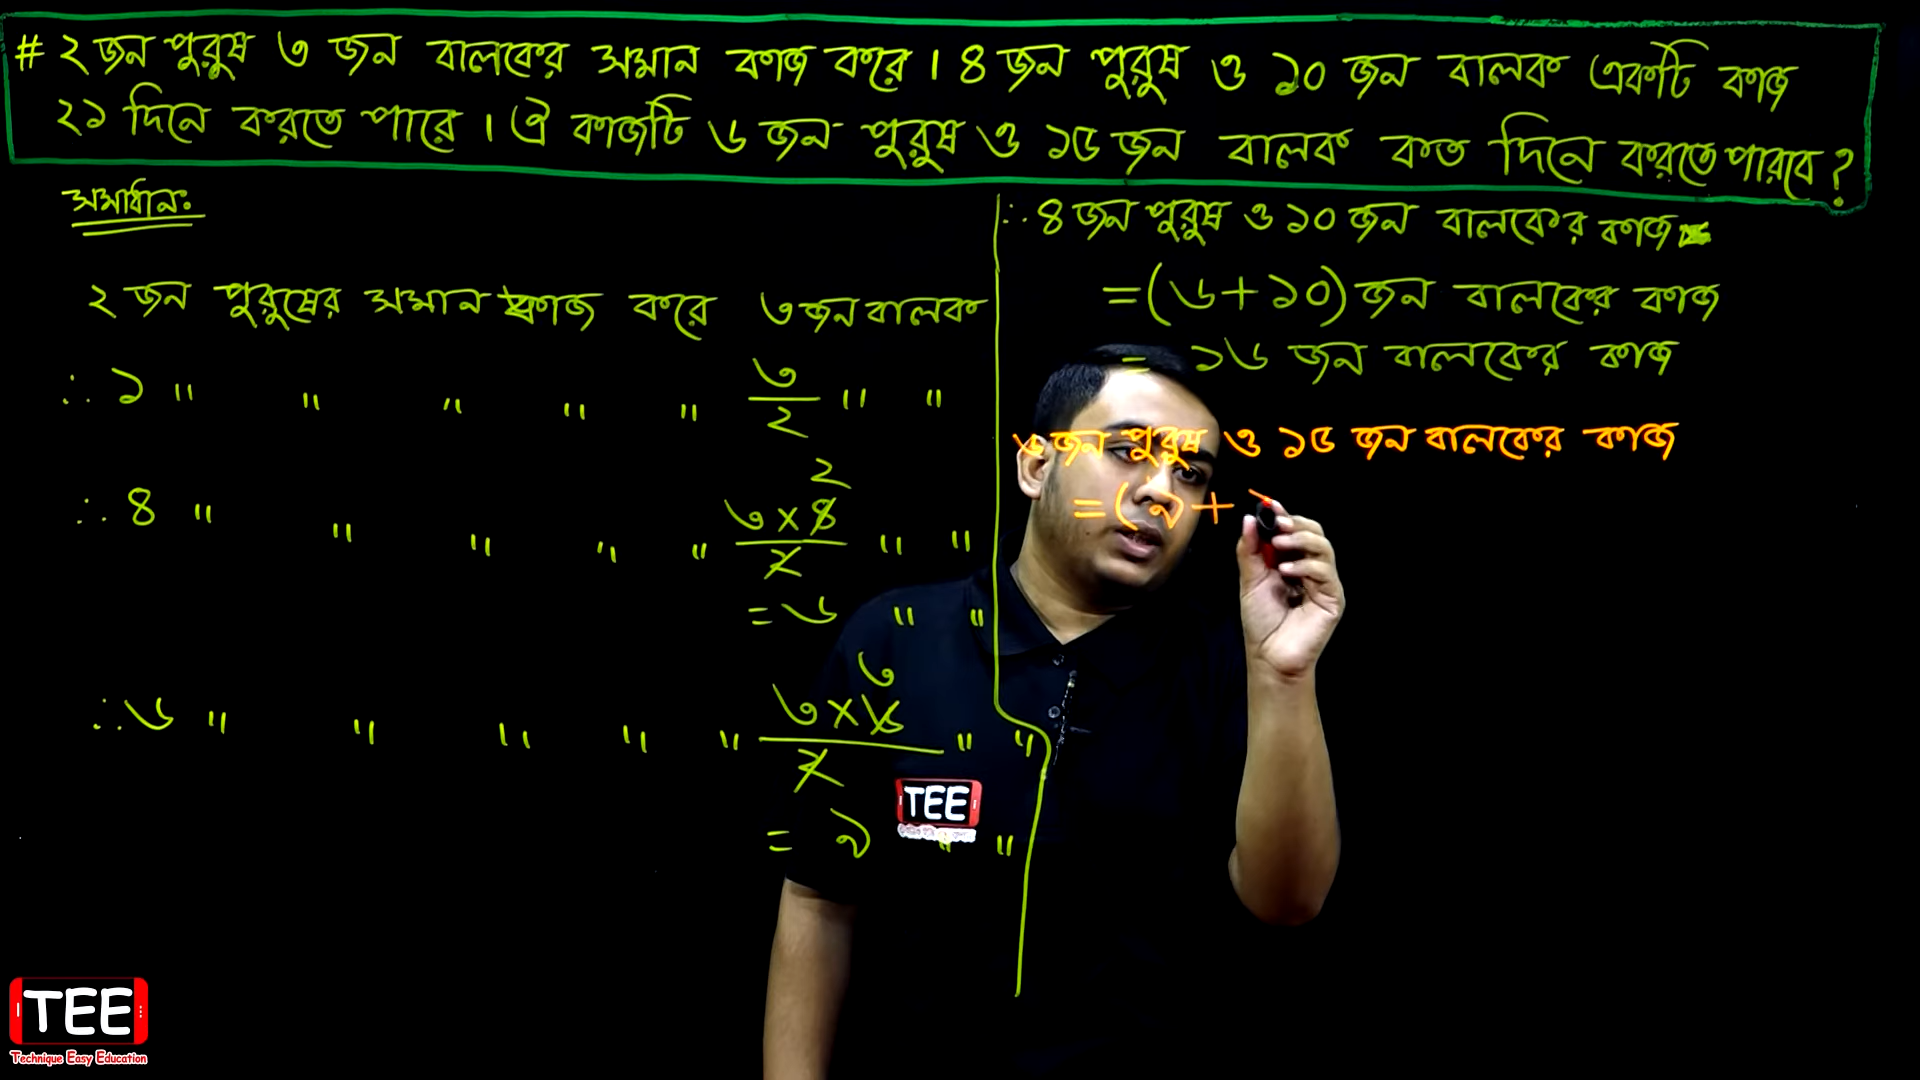 # ২ জন পুরুষ ৩ জন বালকের সমান কাজ করে। ৪ জন পুরুষ ও ১০ জন বালক একটি কাজ
২১ দিনে করতে পারে। ঐ কাজটি ৬ জন পুরুষ ও ১৫ জন বালক কত দিনে করতে পারবে?
সমাধানঃ
২ জন পুরুষের সমান কাজ করে ৩ জন বালক
∴ ১ " " " " " ৩/২ " "
২
∴ ৪ " " " " " ৩×৪/২ " "
= ৬ " "
৩
∴ ৬ " " " " " ৩×৬/২ " "
= ৯ " "
∴ ৪ জন পুরুষ ও ১০ জন বালকের কাজ
= (৬+১০) জন বালকের কাজ
= ১৬ জন বালকের কাজ
৬ জন পুরুষ ও ১৫ জন বালকের কাজ
= (৯+
TEE
TEE
Technique Easy Education